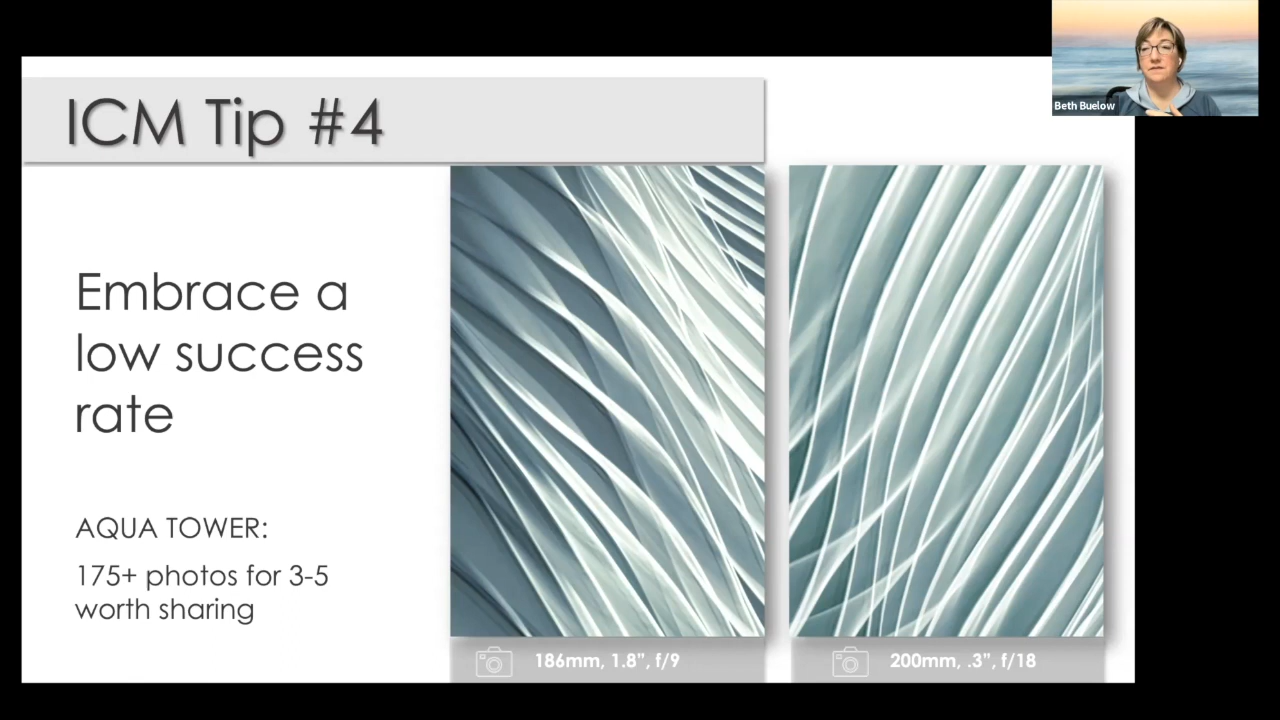 Beth Buelow
ICM Tip #4
Embrace a
low success
rate
AQUA TOWER:
175+ photos for 3-5
worth sharing
186mm, 1.8”, f/9
200mm, .3”, f/18